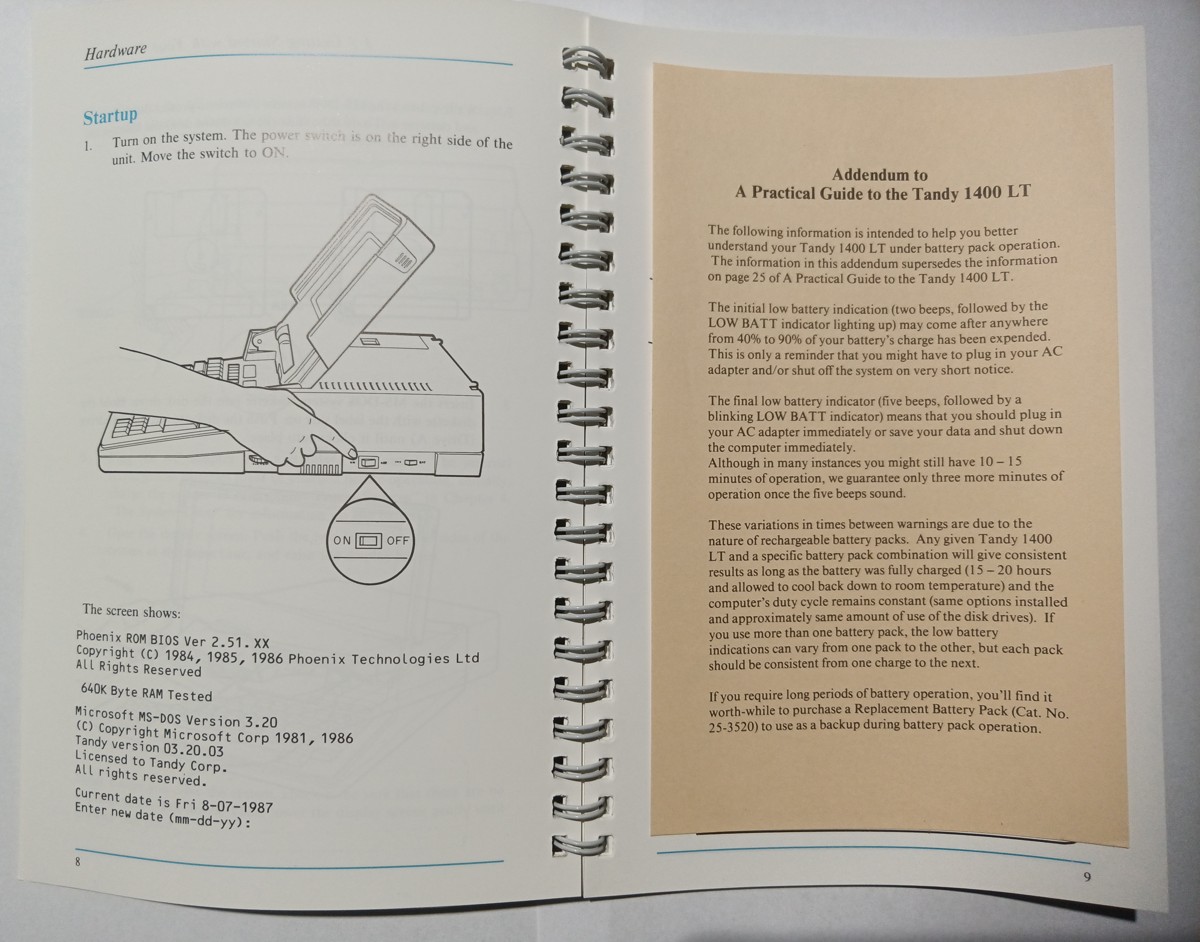 Hardware
Startup
1. Turn on the system. The power switch is on the right side of the
unit. Move the switch to ON.
ON OFF
The screen shows:
Phoenix ROM BIOS Ver 2.51.XX
Copyright (C) 1984, 1985, 1986 Phoenix Technologies Ltd
All Rights Reserved
640K Byte RAM Tested
Microsoft MS-DOS Version 3.20
(C) Copyright Microsoft Corp 1981, 1986
Tandy version 03.20.03
Licensed to Tandy Corp.
All rights reserved.
Current date is Fri 8-07-1987
Enter new date (mm-dd-yy):
8
Addendum to
A Practical Guide to the Tandy 1400 LT
The following information is intended to help you better
understand your Tandy 1400 LT under battery pack operation.
The information in this addendum supersedes the information
on page 25 of A Practical Guide to the Tandy 1400 LT.
The initial low battery indication (two beeps, followed by the
LOW BATT indicator lighting up) may come after anywhere
from 40% to 90% of your battery's charge has been expended.
This is only a reminder that you might have to plug in your AC
adapter and/or shut off the system on very short notice.
The final low battery indicator (five beeps, followed by a
blinking LOW BATT indicator) means that you should plug in
your AC adapter immediately or save your data and shut down
the computer immediately.
Although in many instances you might still have 10 – 15
minutes of operation, we guarantee only three more minutes of
operation once the five beeps sound.
These variations in times between warnings are due to the
nature of rechargeable battery packs. Any given Tandy 1400
LT and a specific battery pack combination will give consistent
results as long as the battery was fully charged (15 – 20 hours
and allowed to cool back down to room temperature) and the
computer's duty cycle remains constant (same options installed
and approximately same amount of use of the disk drives). If
you use more than one battery pack, the low battery
indications can vary from one pack to the other, but each pack
should be consistent from one charge to the next.
If you require long periods of battery operation, you'll find it
worth-while to purchase a Replacement Battery Pack (Cat. No.
25-3520) to use as a backup during battery pack operation.
9